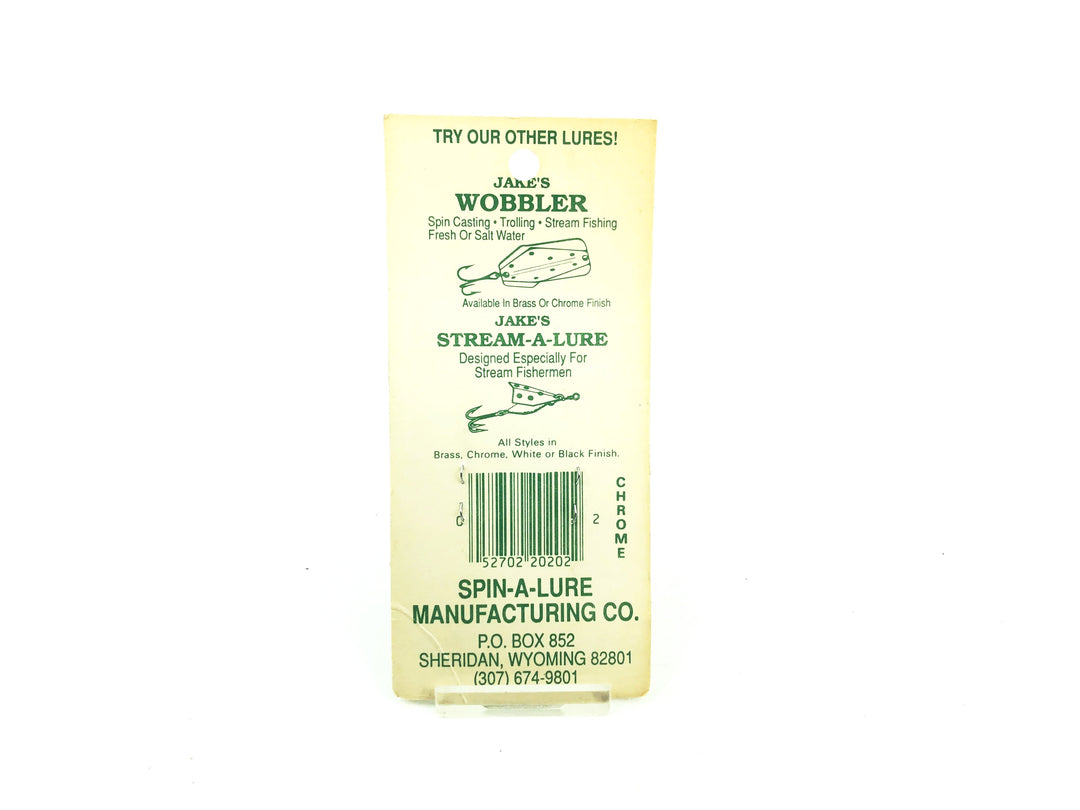 TRY OUR OTHER LURES!
JAKE'S
WOBBLER
Spin Casting • Trolling • Stream Fishing
Fresh Or Salt Water
Available In Brass Or Chrome Finish
JAKE'S
STREAM-A-LURE
Designed Especially For
Stream Fishermen
All Styles in
Brass, Chrome, White or Black Finish.
CHROME
0 52702 20202 2
SPIN-A-LURE
MANUFACTURING CO.
P.O. BOX 852
SHERIDAN, WYOMING 82801
(307) 674-9801